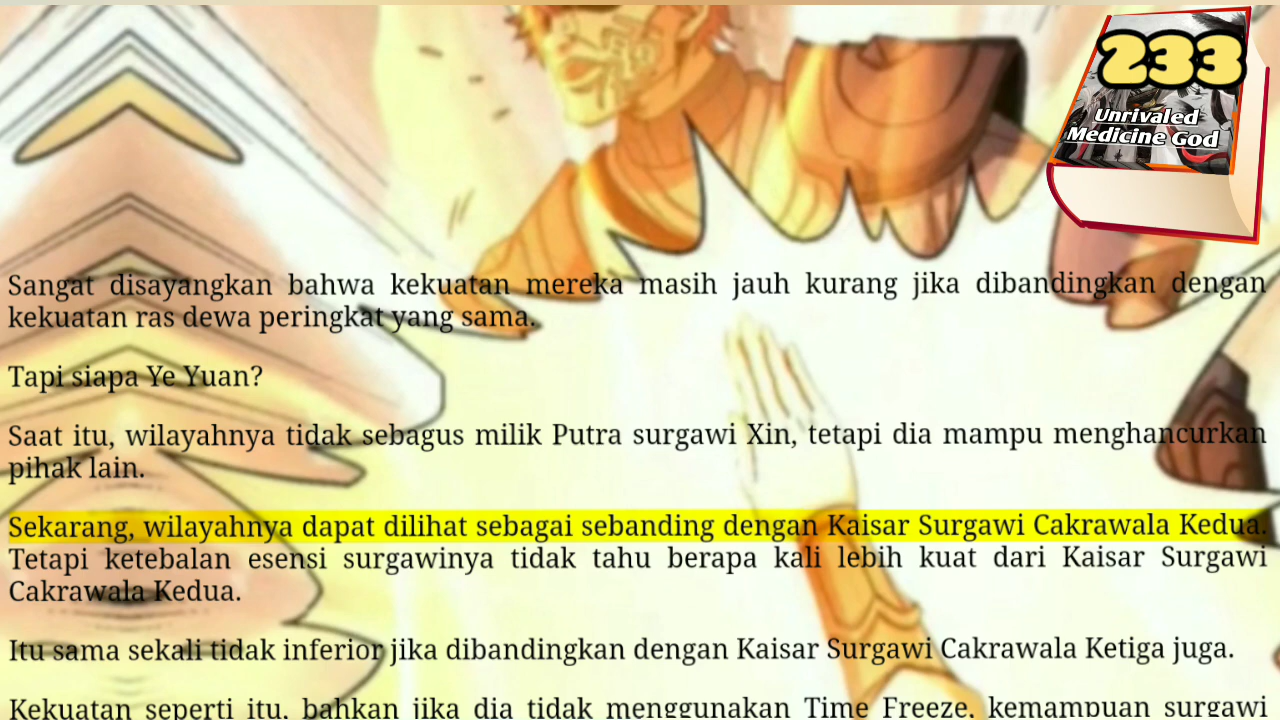 233
Unrivaled
Medicine God
Sangat disayangkan bahwa kekuatan mereka masih jauh kurang jika dibandingkan dengan
kekuatan ras dewa peringkat yang sama.
Tapi siapa Ye Yuan?
Saat itu, wilayahnya tidak sebagus milik Putra surgawi Xin, tetapi dia mampu menghancurkan
pihak lain.
Sekarang, wilayahnya dapat dilihat sebagai sebanding dengan Kaisar Surgawi Cakrawala Kedua.
Tetapi ketebalan esensi surgawinya tidak tahu berapa kali lebih kuat dari Kaisar Surgawi
Cakrawala Kedua.
Itu sama sekali tidak inferior jika dibandingkan dengan Kaisar Surgawi Cakrawala Ketiga juga.
Kekuatan seperti itu, bahkan jika dia tidak menggunakan Time Freeze, kemampuan surgawi